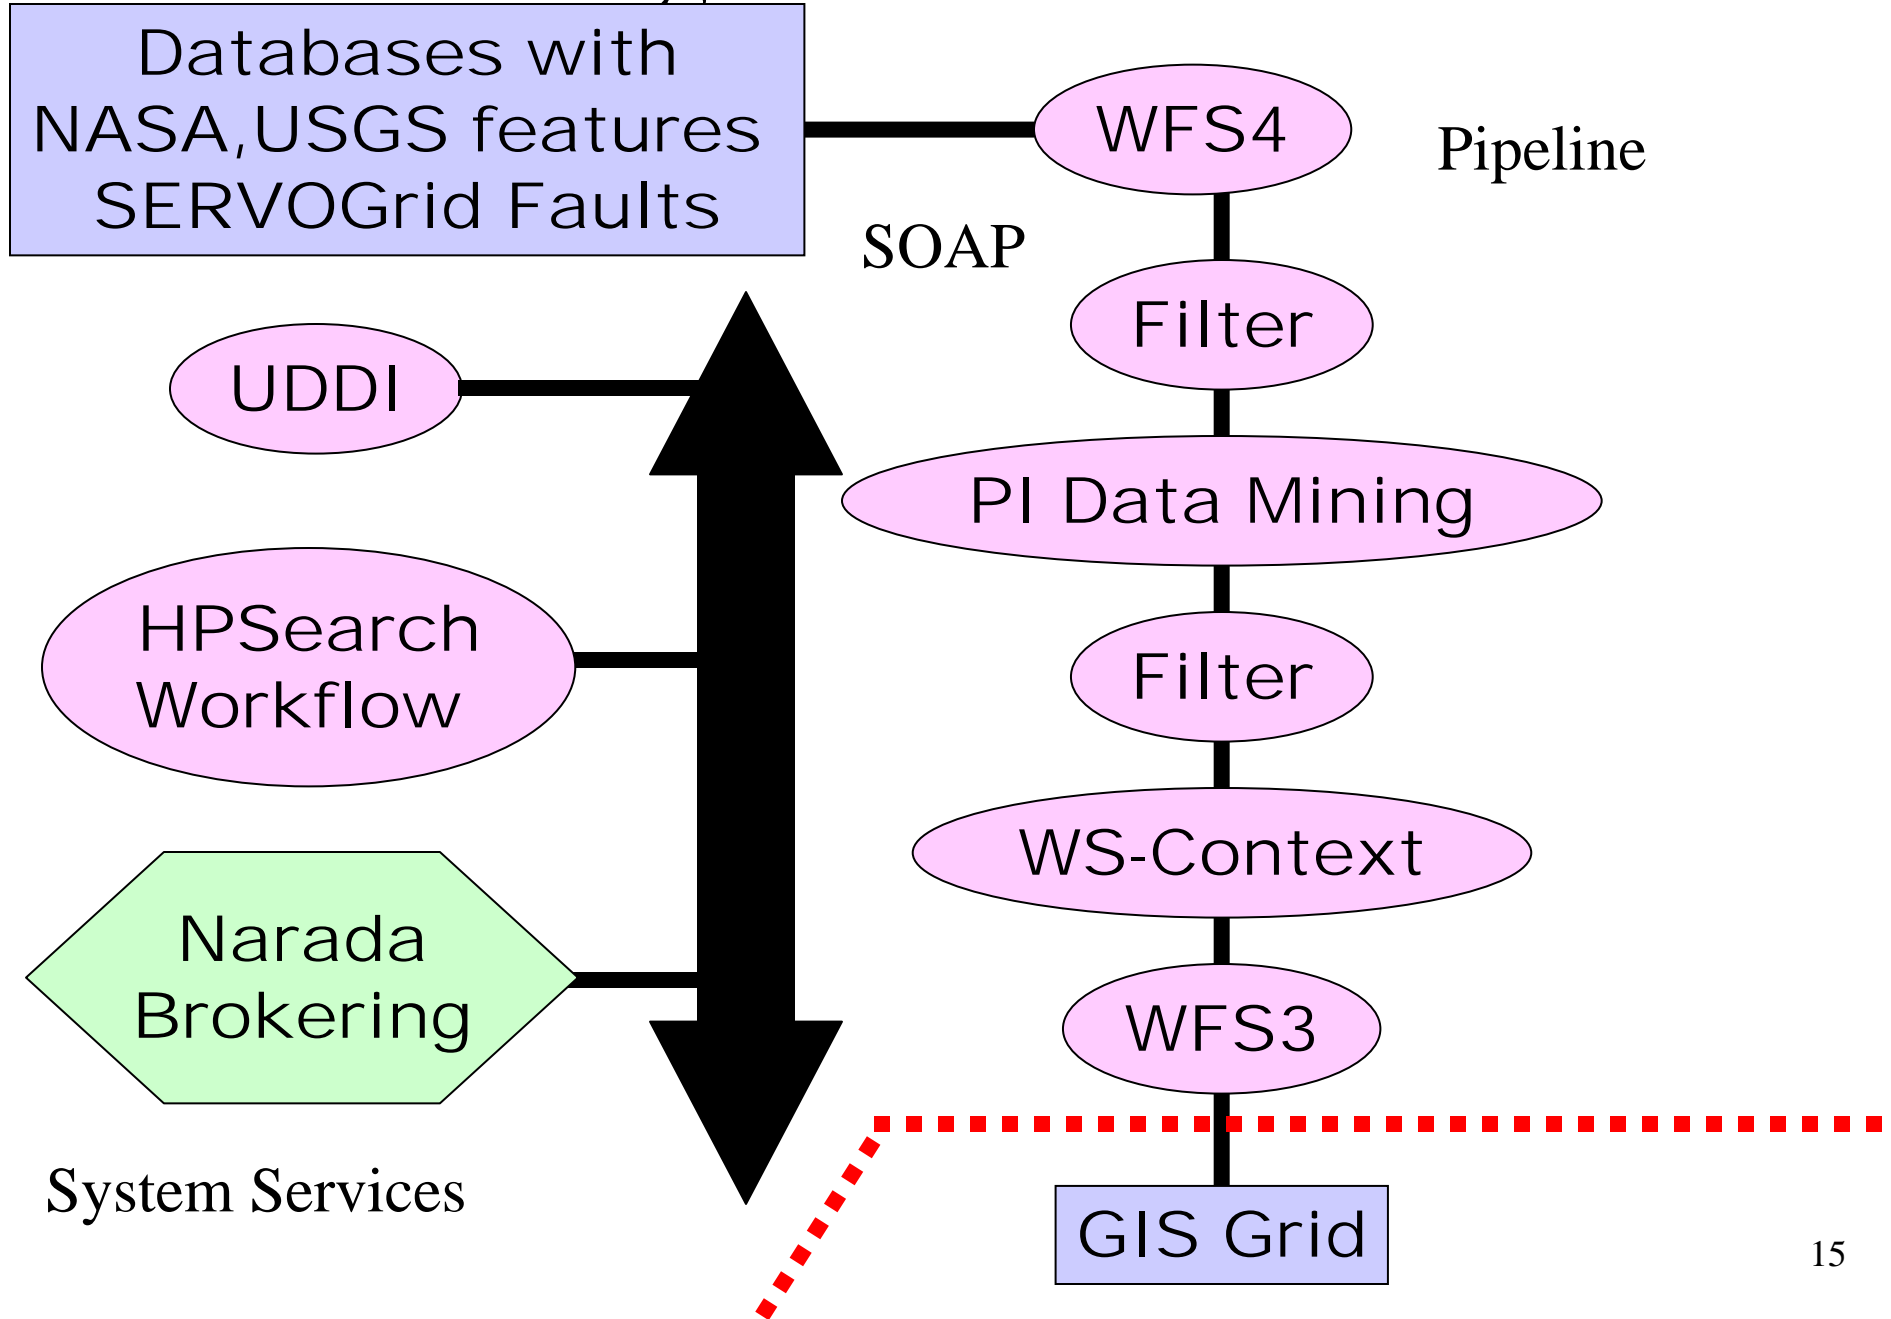 Databases with
NASA,USGS features
SERVOGrid Faults
WFS4
Pipeline
SOAP
Filter
UDDI
PI Data Mining
HPSearch
Workflow
Filter
WS-Context
Narada
Brokering
WFS3
System Services
GIS Grid
15